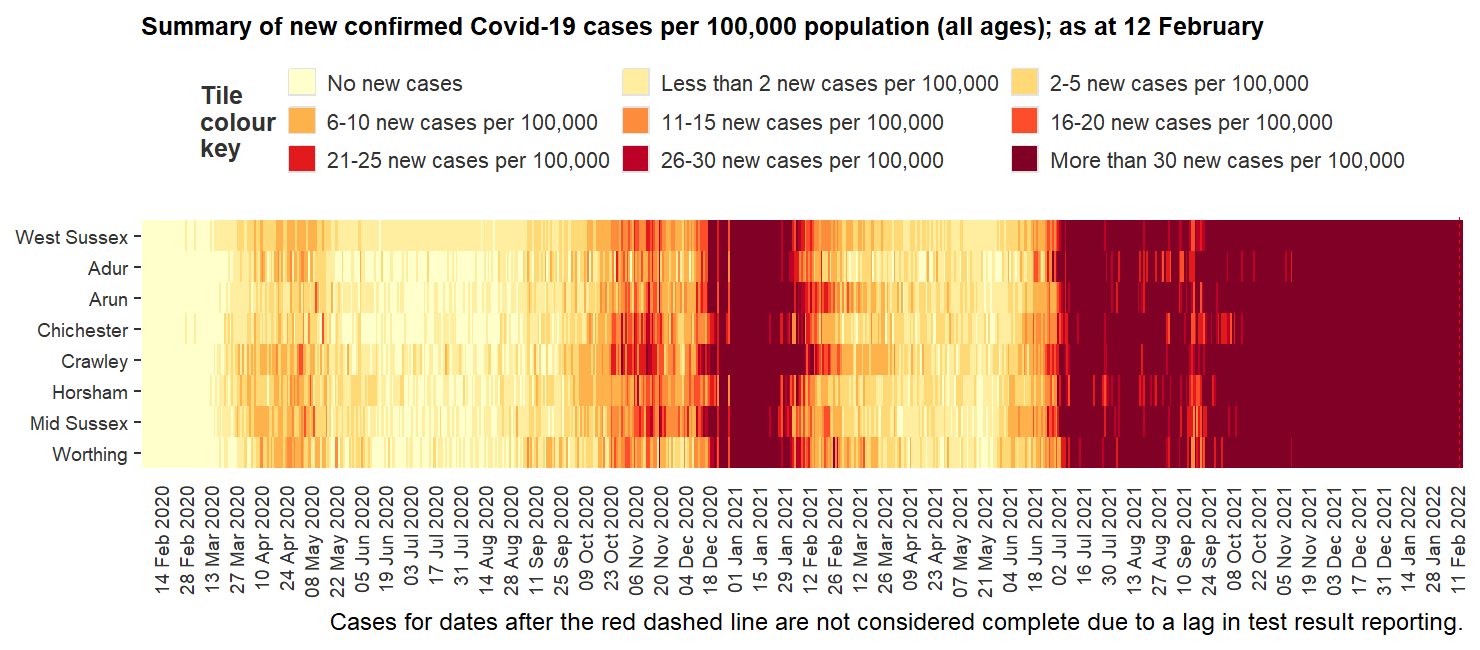 Summary of new confirmed Covid-19 cases per 100,000 population (all ages); as at 12 February
Tile
colour
key
No new cases
Less than 2 new cases per 100,000
2-5 new cases per 100,000
6-10 new cases per 100,000
11-15 new cases per 100,000
16-20 new cases per 100,000
21-25 new cases per 100,000
26-30 new cases per 100,000
More than 30 new cases per 100,000
West Sussex
Adur
Arun
Chichester
Crawley
Horsham
Mid Sussex
Worthing
14 Feb 2020
28 Feb 2020
13 Mar 2020
27 Mar 2020
10 Apr 2020
24 Apr 2020
08 May 2020
22 May 2020
05 Jun 2020
19 Jun 2020
03 Jul 2020
17 Jul 2020
31 Jul 2020
14 Aug 2020
28 Aug 2020
11 Sep 2020
25 Sep 2020
09 Oct 2020
23 Oct 2020
06 Nov 2020
20 Nov 2020
04 Dec 2020
18 Dec 2020
01 Jan 2021
15 Jan 2021
29 Jan 2021
12 Feb 2021
26 Feb 2021
12 Mar 2021
26 Mar 2021
09 Apr 2021
23 Apr 2021
07 May 2021
21 May 2021
04 Jun 2021
18 Jun 2021
02 Jul 2021
16 Jul 2021
30 Jul 2021
13 Aug 2021
27 Aug 2021
10 Sep 2021
24 Sep 2021
08 Oct 2021
22 Oct 2021
05 Nov 2021
19 Nov 2021
03 Dec 2021
17 Dec 2021
31 Dec 2021
14 Jan 2022
28 Jan 2022
11 Feb 2022
Cases for dates after the red dashed line are not considered complete due to a lag in test result reporting.